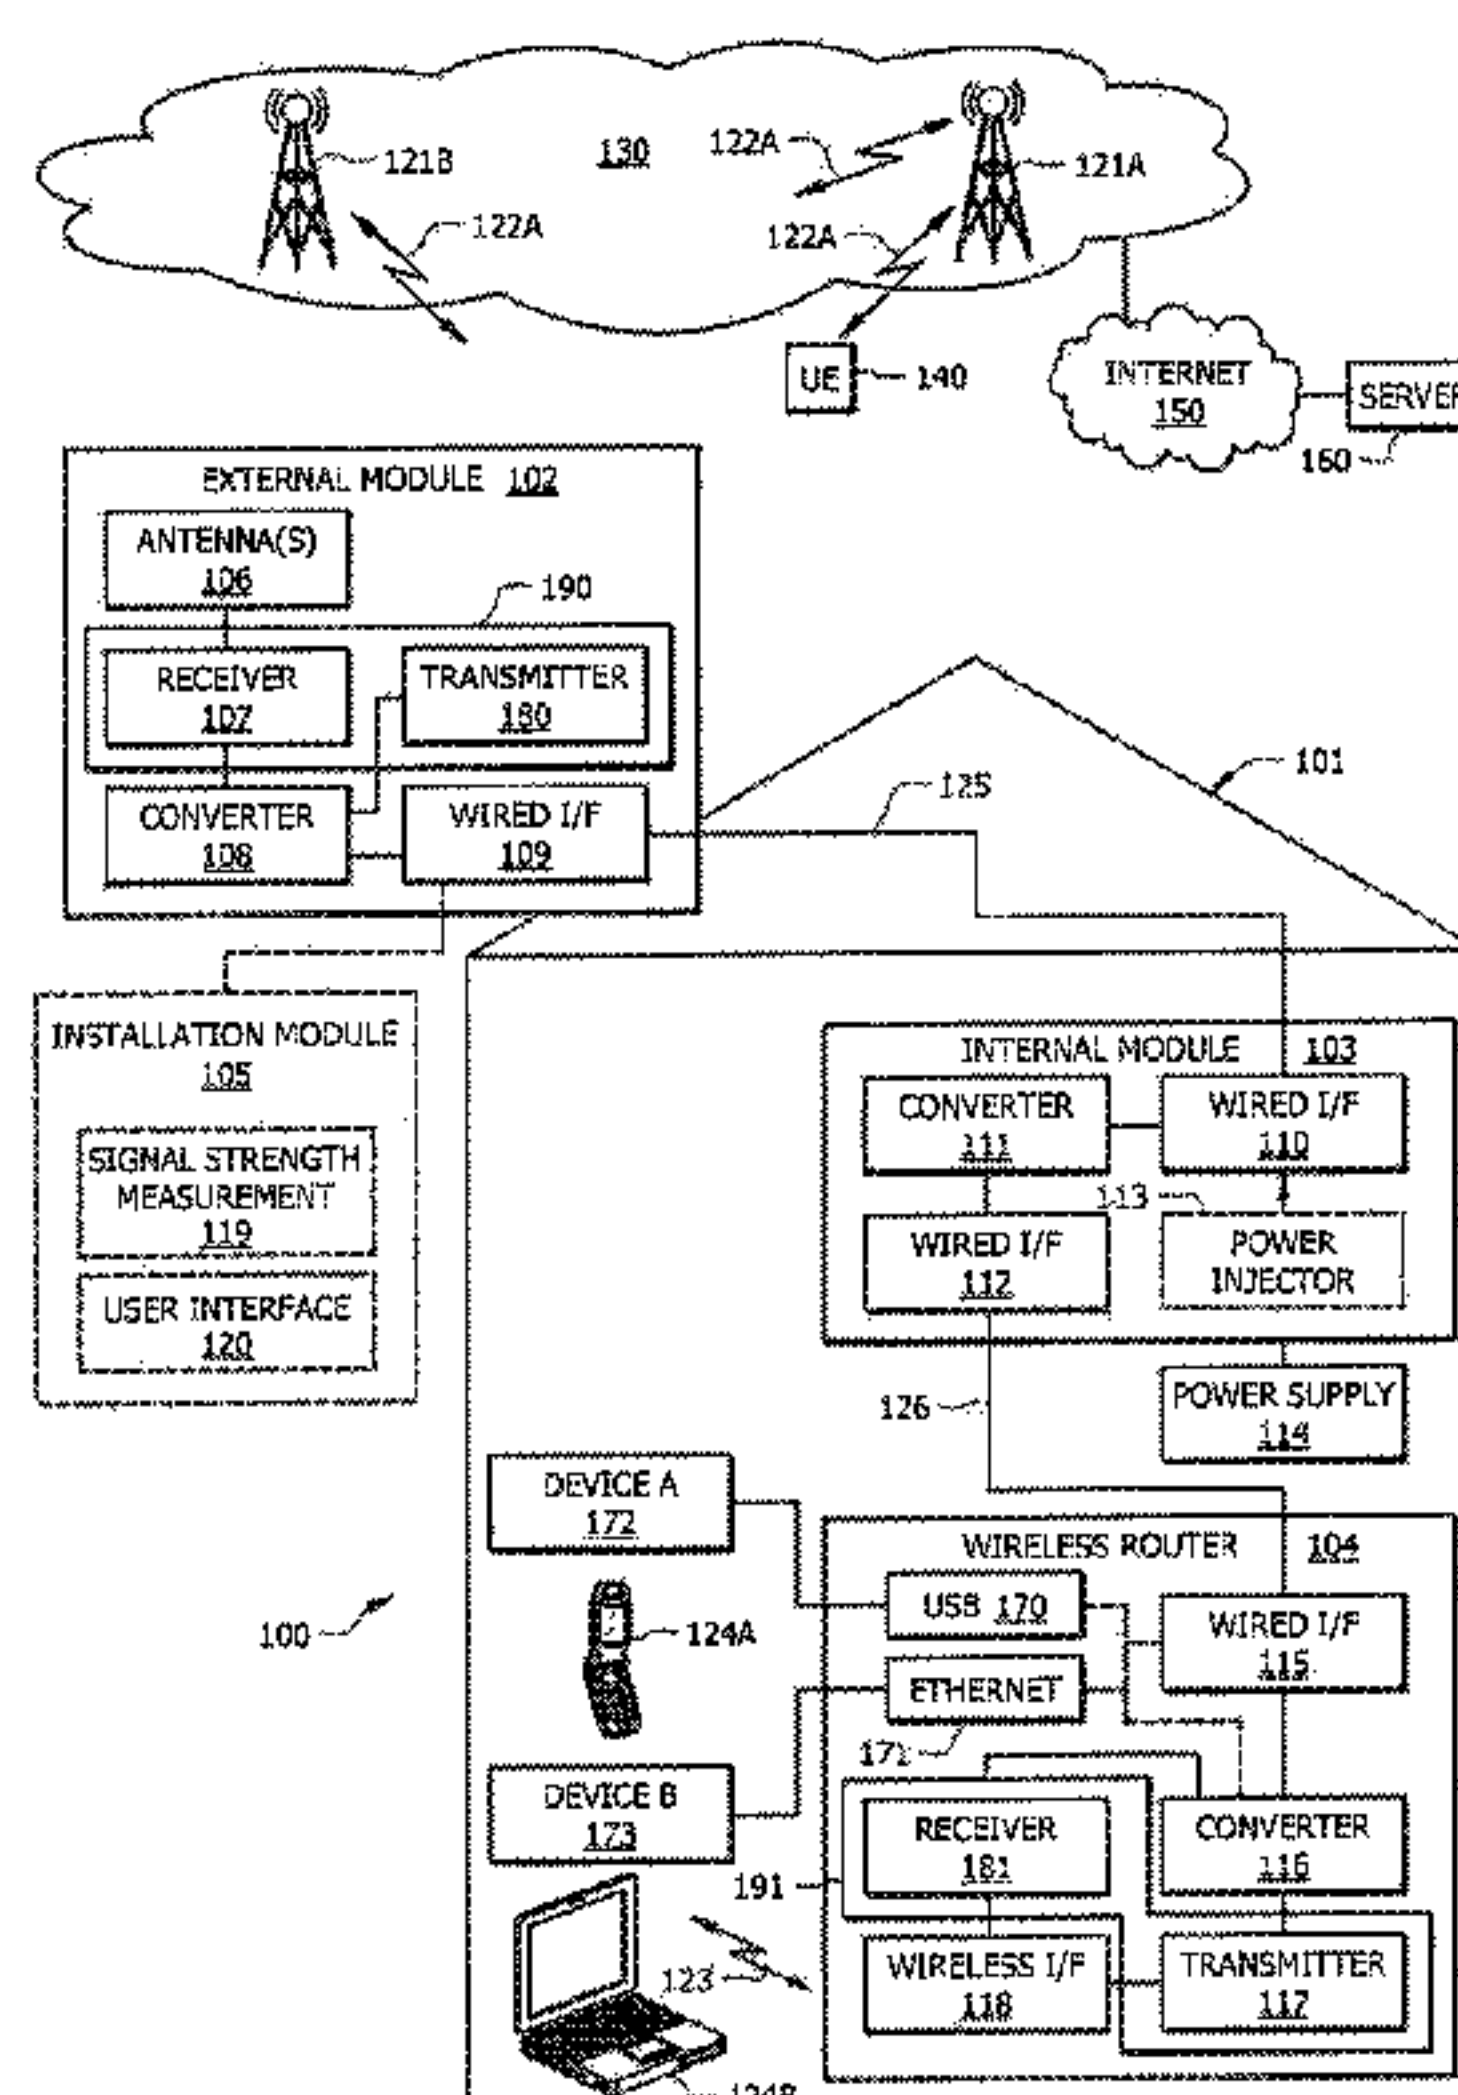 121B
130
122A
121A
122A
122A
UE
140
INTERNET
150
SERVER
160
EXTERNAL MODULE 102
ANTENNA(S)
106
190
RECEIVER
107
TRANSMITTER
180
101
125
CONVERTER
108
WIRED I/F
109
INSTALLATION MODULE
105
SIGNAL STRENGTH
MEASUREMENT
119
USER INTERFACE
120
INTERNAL MODULE 103
CONVERTER
111
WIRED I/F
110
113
WIRED I/F
112
POWER
INJECTOR
126
POWER SUPPLY
114
DEVICE A
172
WIRELESS ROUTER 104
USB 170
WIRED I/F
115
100
124A
ETHERNET
171
DEVICE B
173
RECEIVER
181
CONVERTER
116
191
123
WIRELESS I/F
118
TRANSMITTER
117
124B